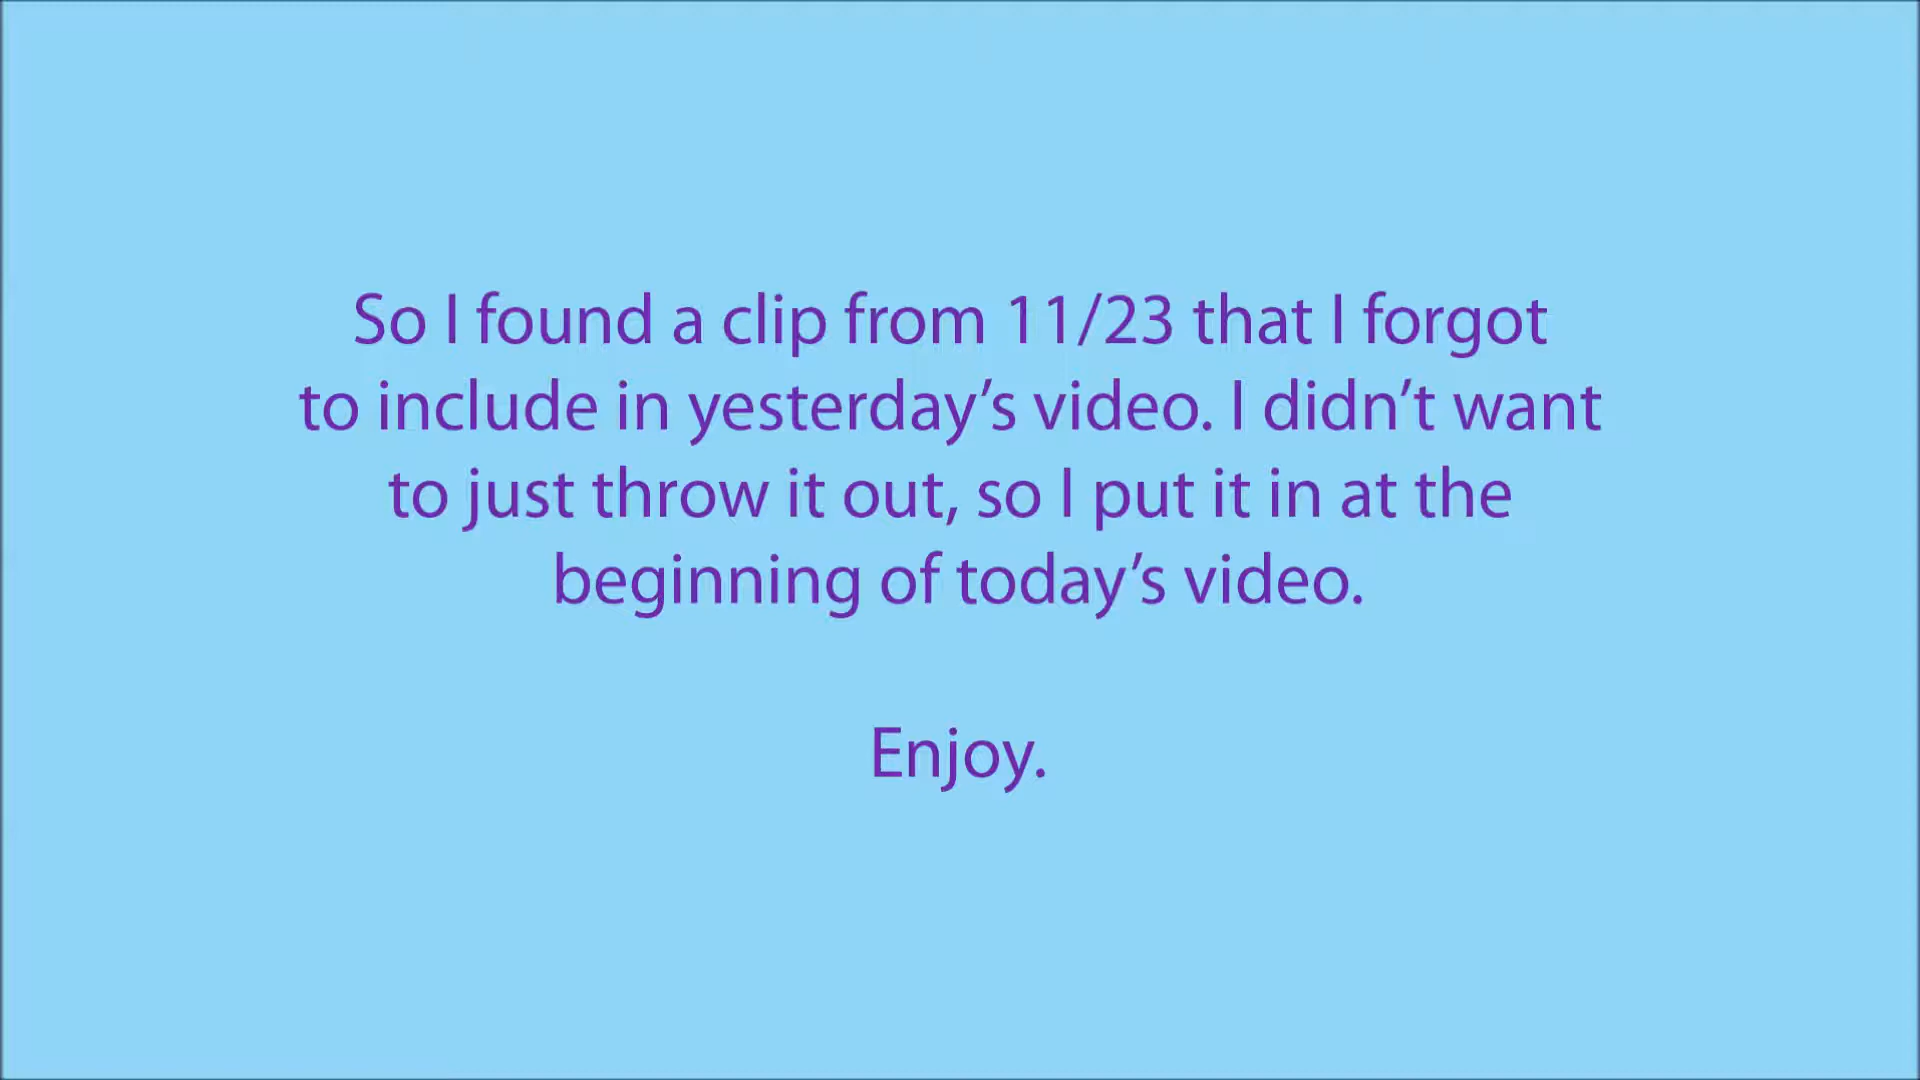 So I found a clip from 11/23 that I forgot
to include in yesterday’s video. I didn’t want
to just throw it out, so I put it in at the
beginning of today’s video.
Enjoy.